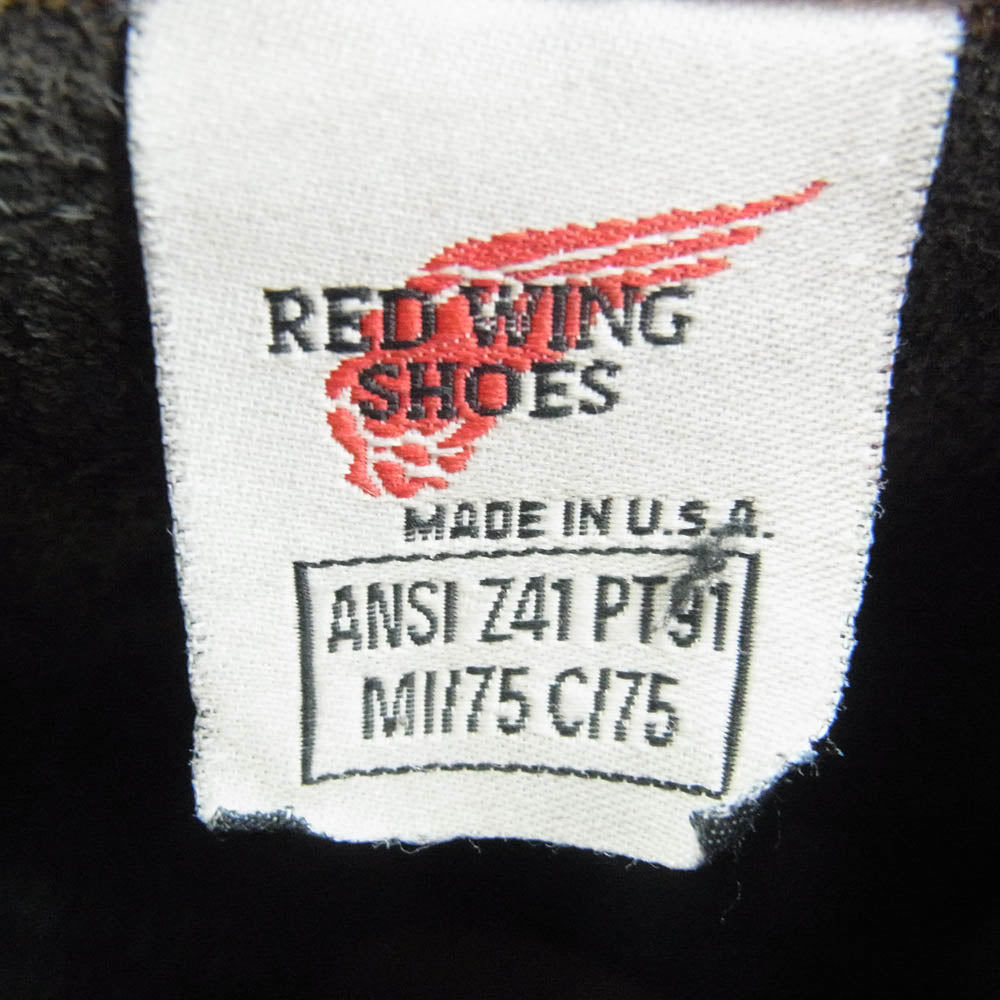 RED WING
SHOES
MADE IN U.S.A.
ANSI Z41 PT91
MI/75 C/75